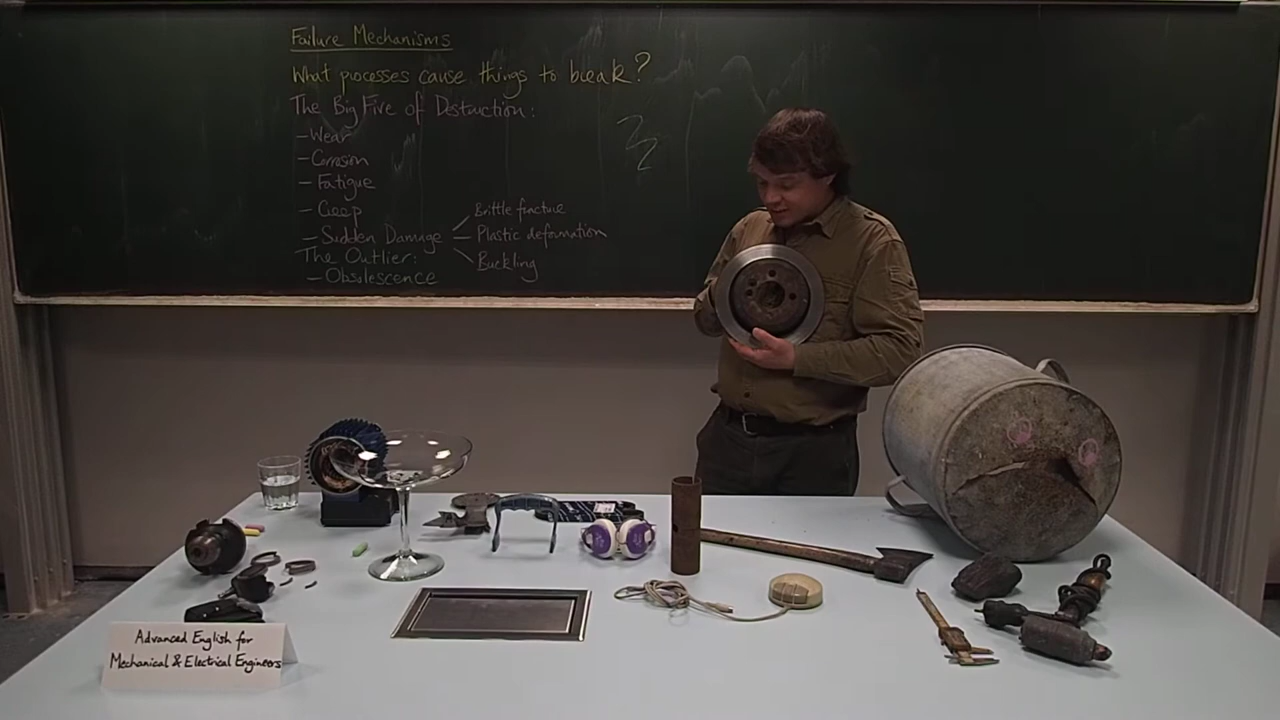 Failure Mechanisms
What processes cause things to break?
The Big Five of Destruction:
- Wear
- Corrosion
- Fatigue
- Creep
- Sudden Damage
Brittle fracture
Plastic deformation
Buckling
The Outlier:
- Obsolescence
Advanced English for
Mechanical & Electrical Engineers